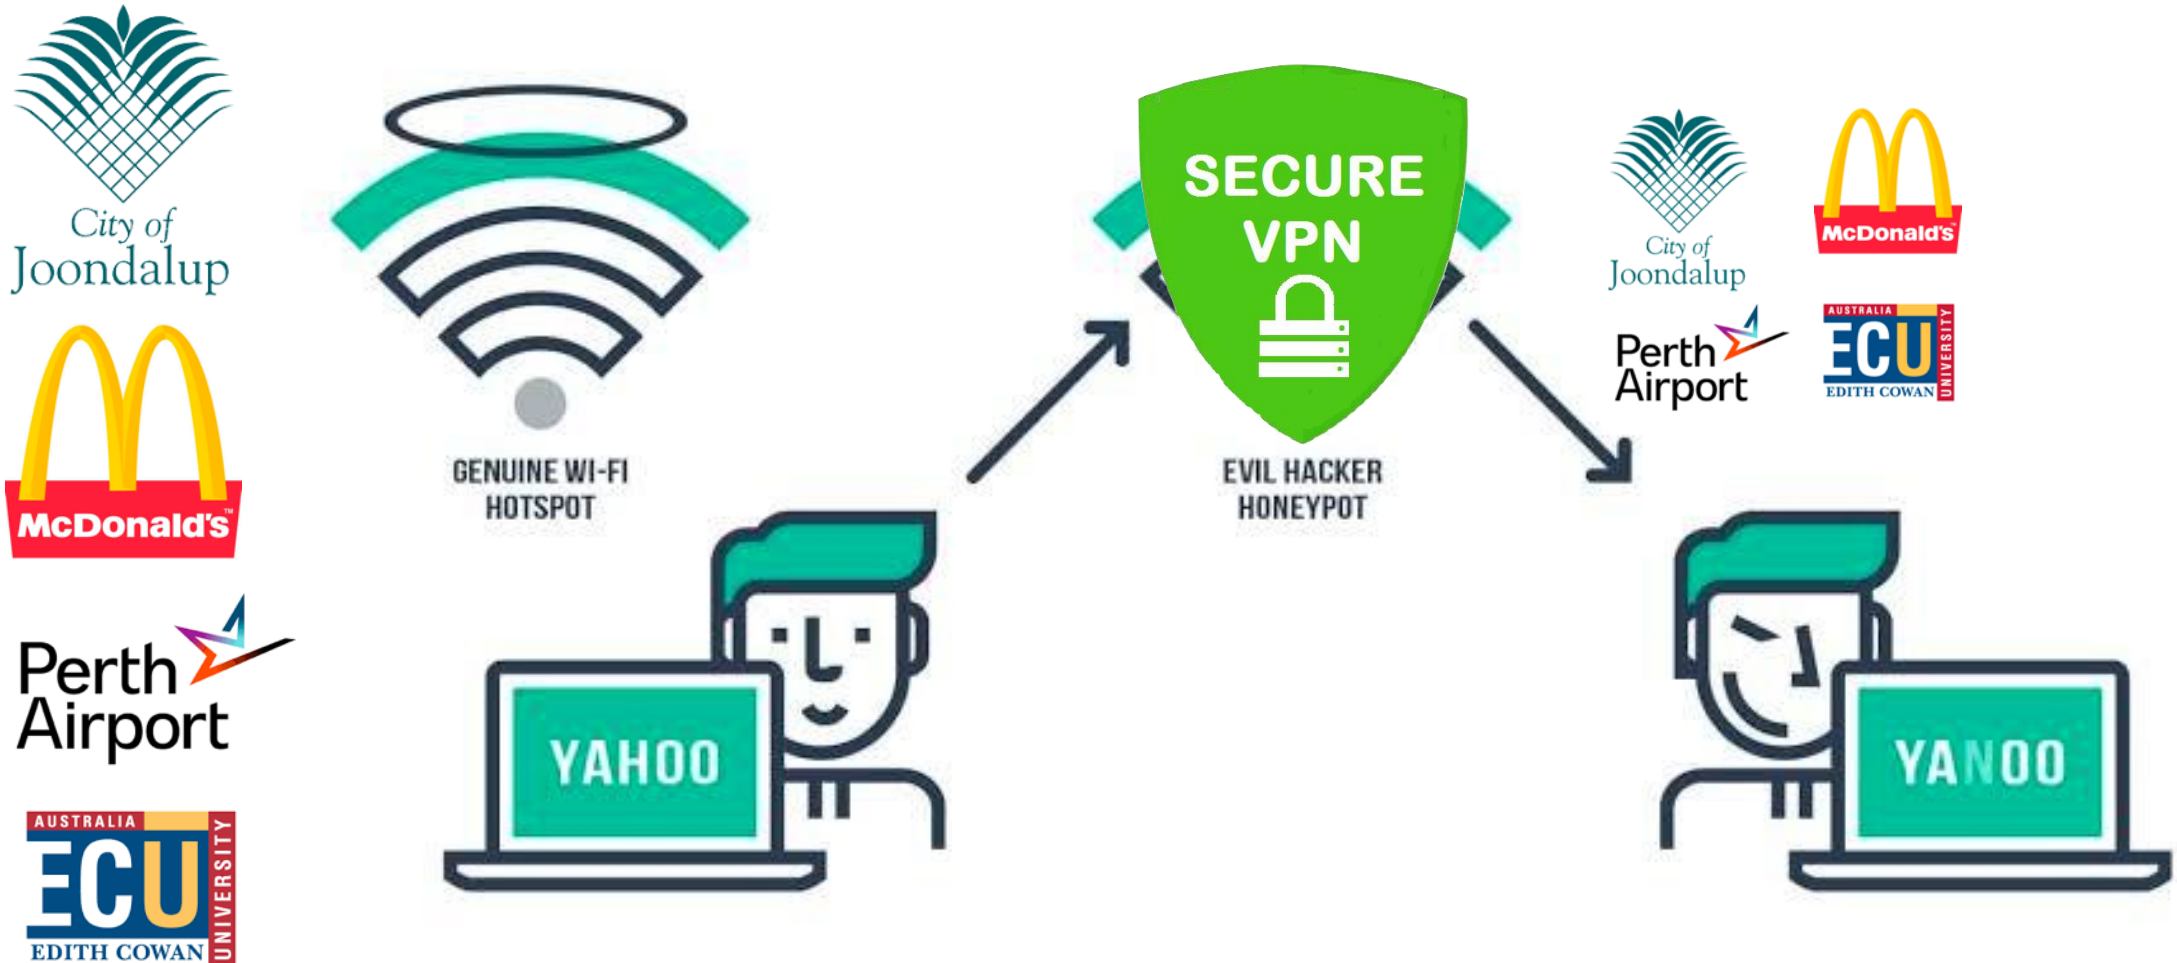 City of
Joondalup
McDonald's™
Perth
Airport
AUSTRALIA
ECU
UNIVERSITY
EDITH COWAN
GENUINE WI-FI
HOTSPOT
YAHOO
SECURE
VPN
EVIL HACKER
HONEYPOT
City of
Joondalup
McDonald's
Perth
Airport
AUSTRALIA
ECU
UNIVERSITY
EDITH COWAN
YANOO